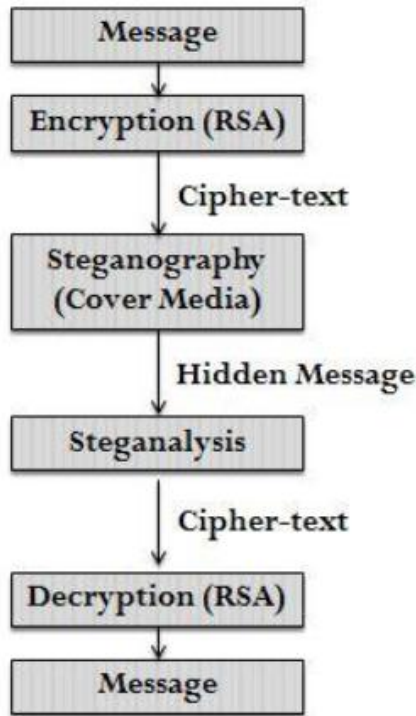 Message
Encryption (RSA)
Cipher-text
Steganography
(Cover Media)
Hidden Message
Steganalysis
Cipher-text
Decryption (RSA)
Message